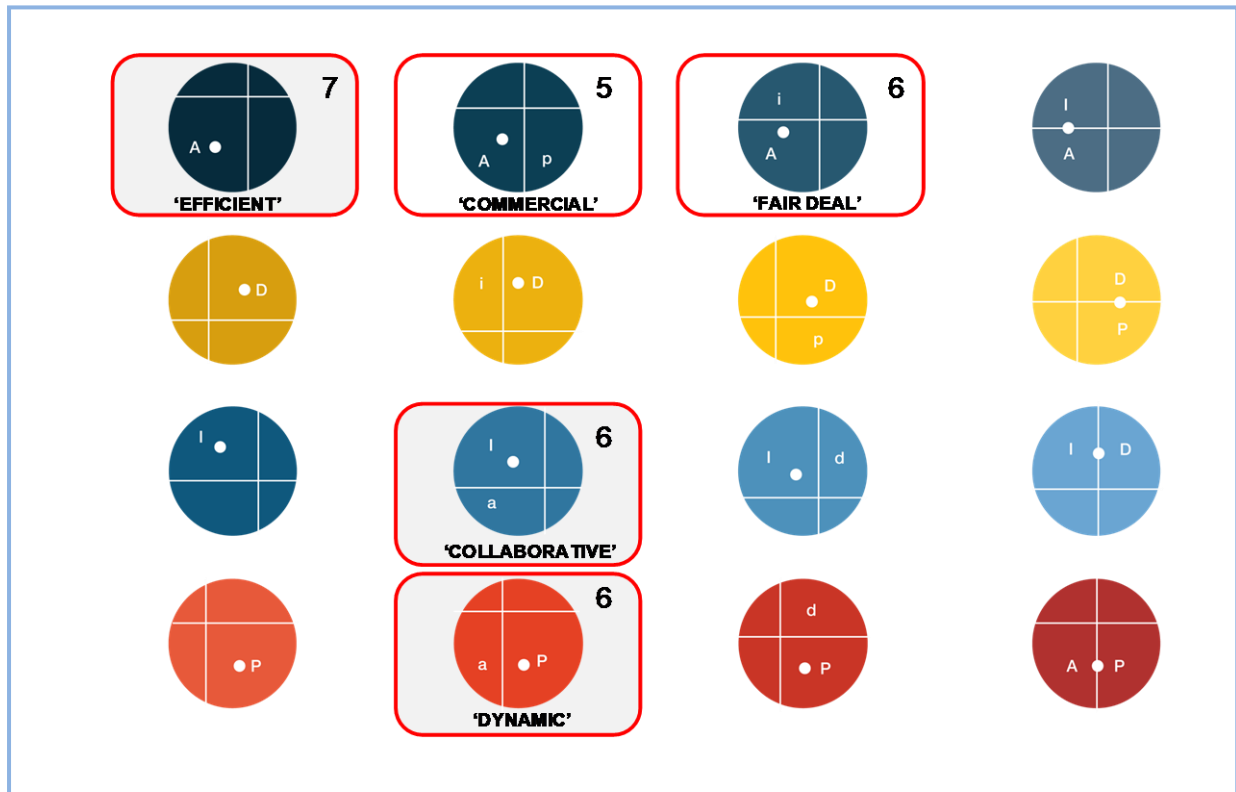 7
A
'EFFICIENT'
5
A p
'COMMERCIAL'
6
i
A
'FAIR DEAL'
I
A
D
i D
D
p
D
P
I
6
I
a
'COLLABORATIVE'
I d
I D
P
6
a P
'DYNAMIC'
d
P
A P